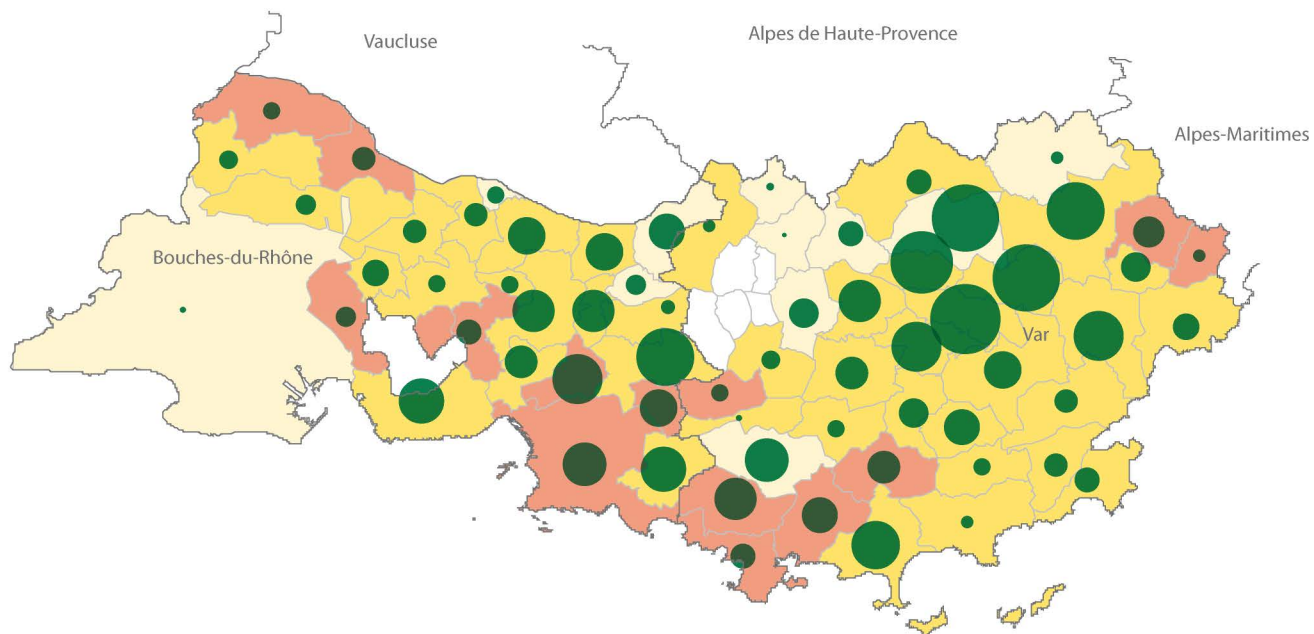 Alpes de Haute-Provence
Vaucluse
Alpes-Maritimes
Bouches-du-Rhône
Var